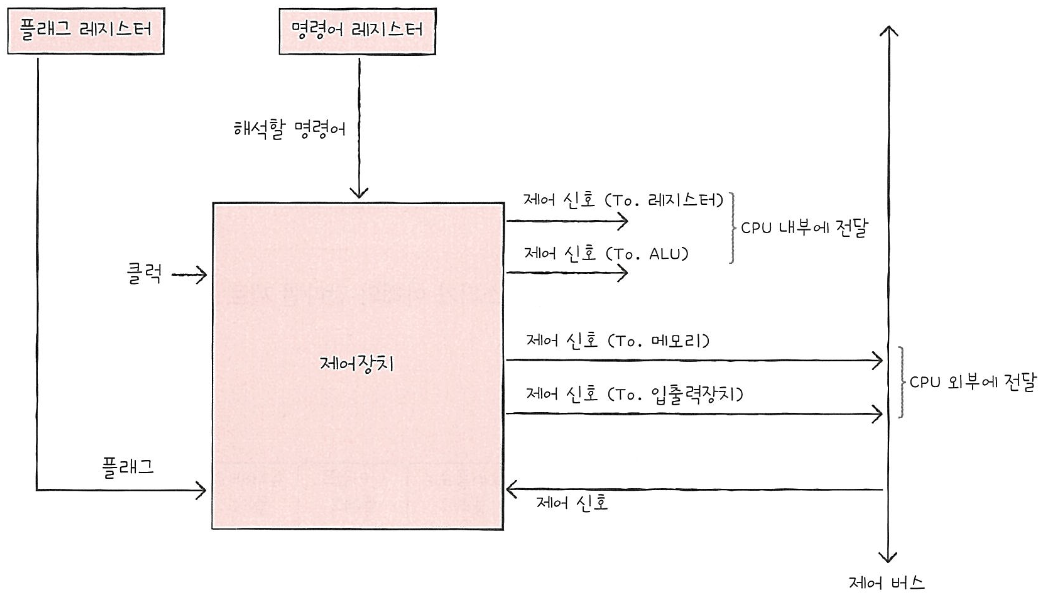 플래그 레지스터
명령어 레지스터
해석할 명령어
제어 신호 (To. 레지스터)
CPU 내부에 전달
제어 신호 (To. ALU)
클럭
제어 신호 (To. 메모리)
제어장치
CPU 외부에 전달
제어 신호 (To. 입출력장치)
플래그
제어 신호
제어 버스